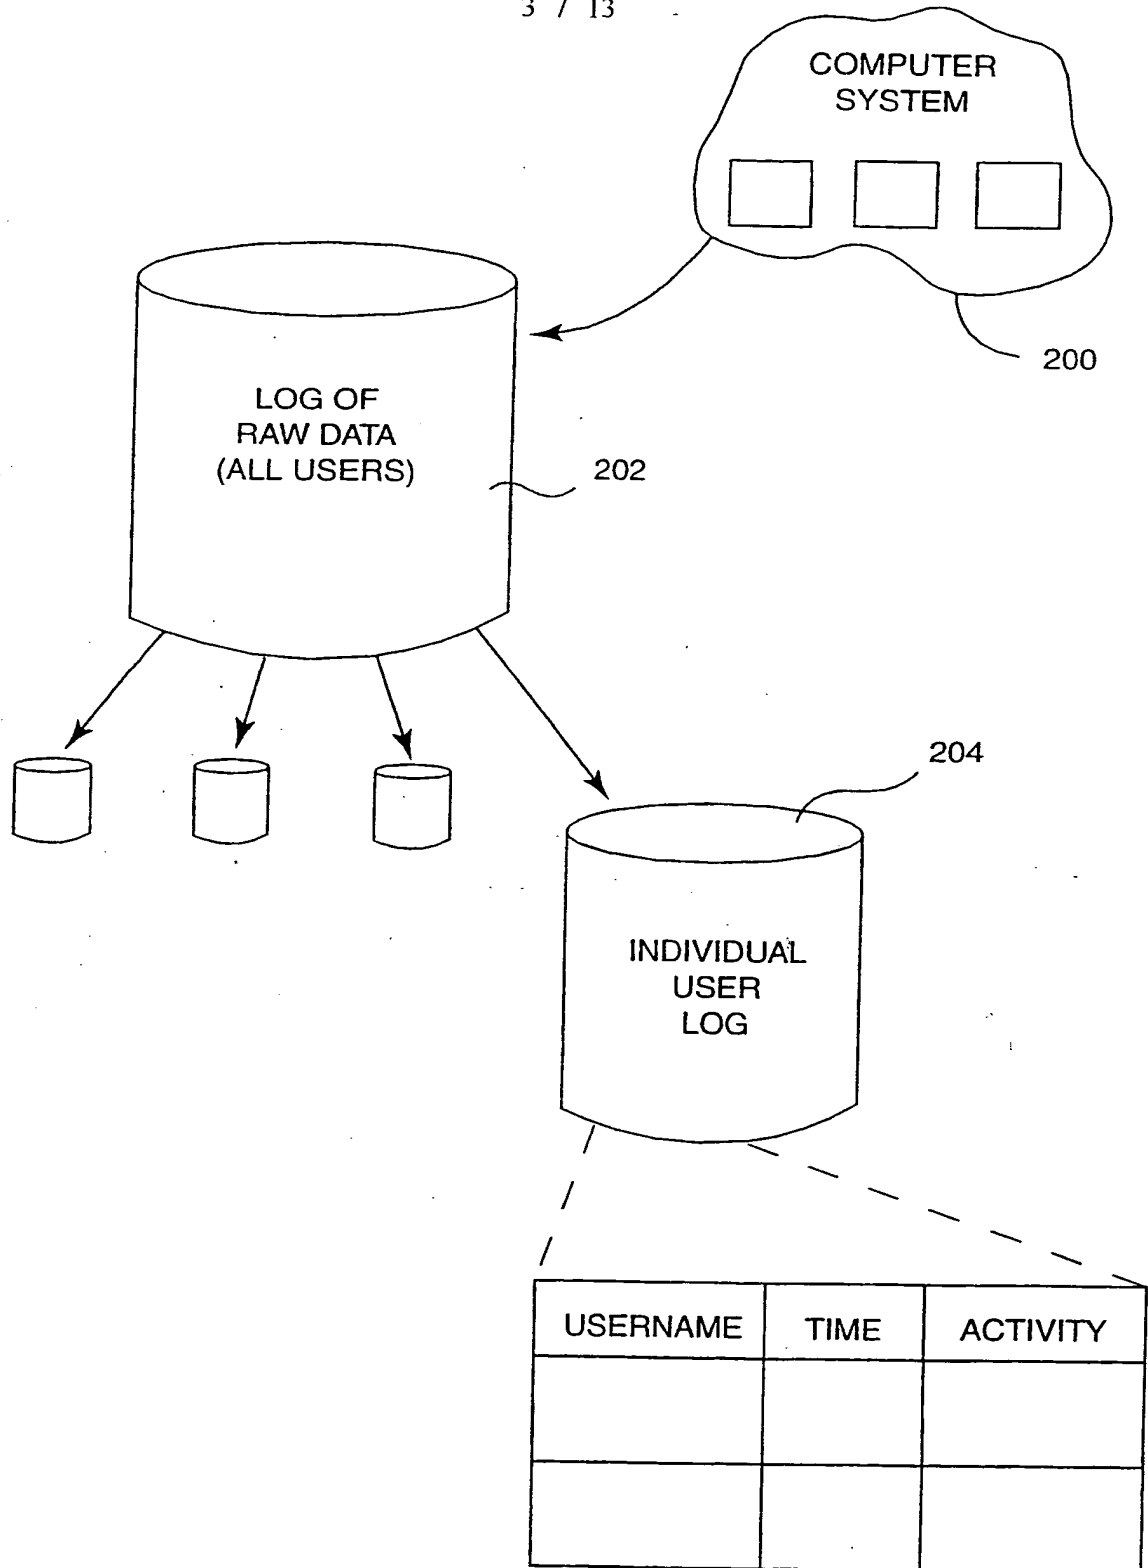 3 / 13
COMPUTER
SYSTEM
200
LOG OF
RAW DATA
(ALL USERS)
202
204
INDIVIDUAL
USER
LOG
USERNAME TIME ACTIVITY